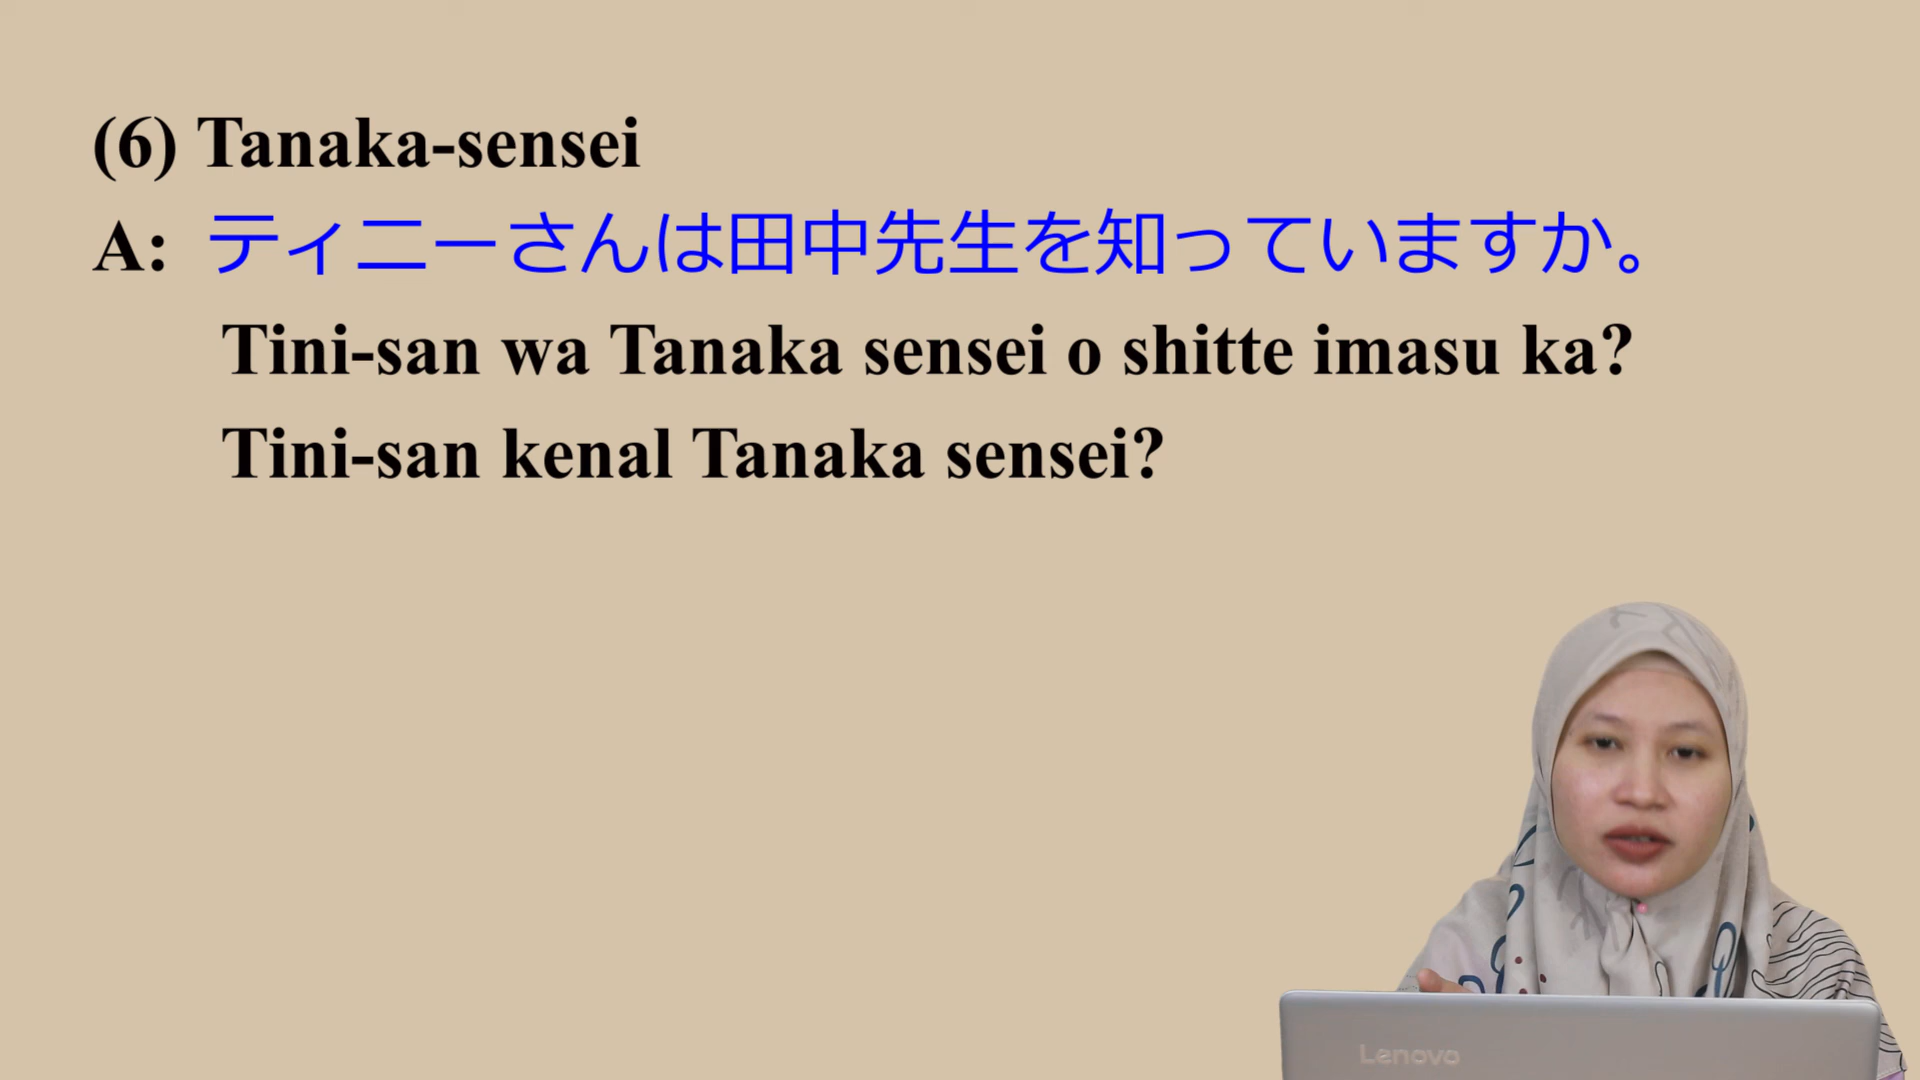 (6) Tanaka-sensei
A: ティニーさんは田中先生を知っていますか。
Tini-san wa Tanaka sensei o shitte imasu ka?
Tini-san kenal Tanaka sensei?
Lenovo